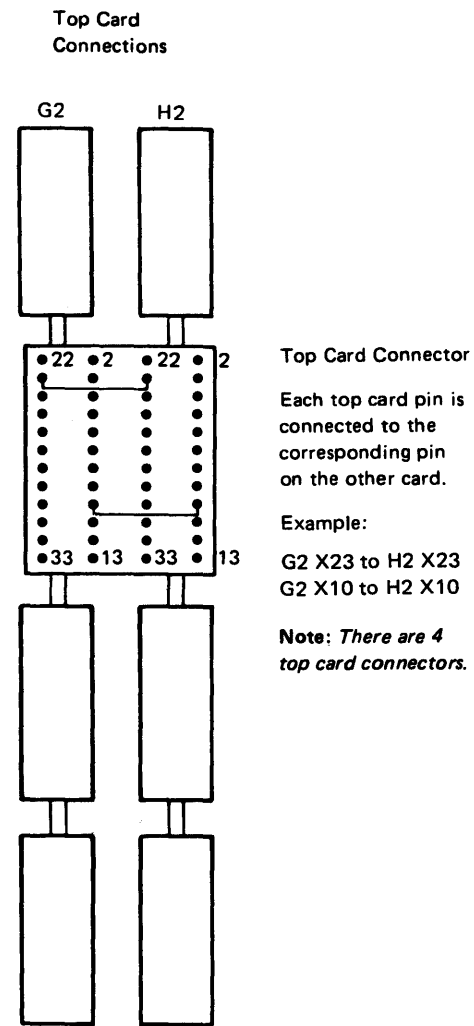 Top Card
Connections
G2 H2
22 2 22 2
33 13 33 13
Top Card Connector
Each top card pin is
connected to the
corresponding pin
on the other card.
Example:
G2 X23 to H2 X23
G2 X10 to H2 X10
Note: There are 4
top card connectors.